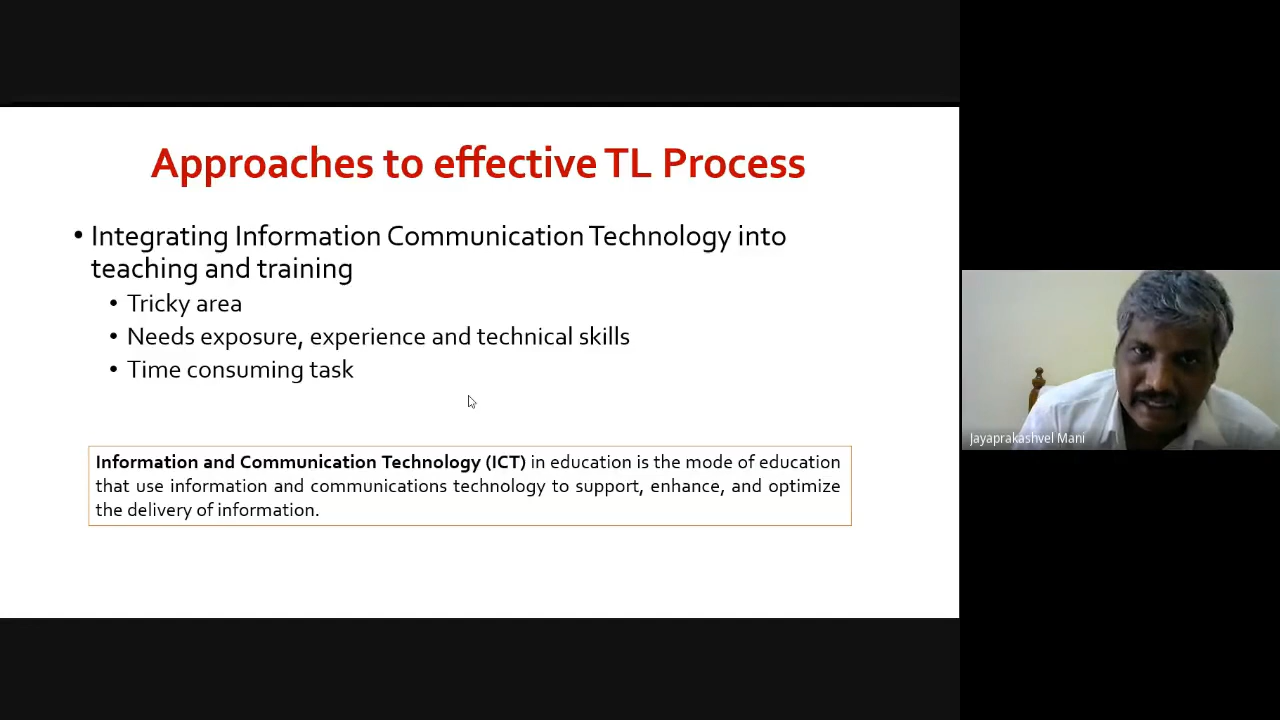 Approaches to effective TL Process
• Integrating Information Communication Technology into
teaching and training
• Tricky area
• Needs exposure, experience and technical skills
• Time consuming task
Information and Communication Technology (ICT) in education is the mode of education
that use information and communications technology to support, enhance, and optimize
the delivery of information.
Jayaprakashvel Mani